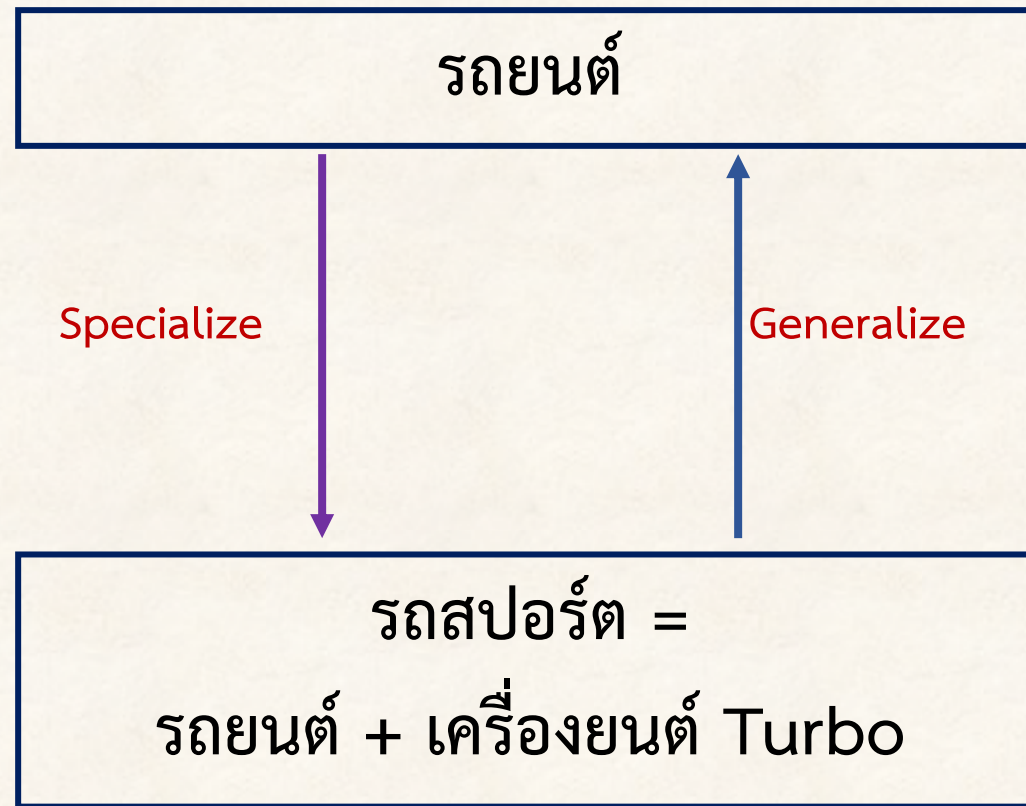 รถยนต์
Specialize
Generalize
รถสปอร์ต =
รถยนต์ + เครื่องยนต์ Turbo